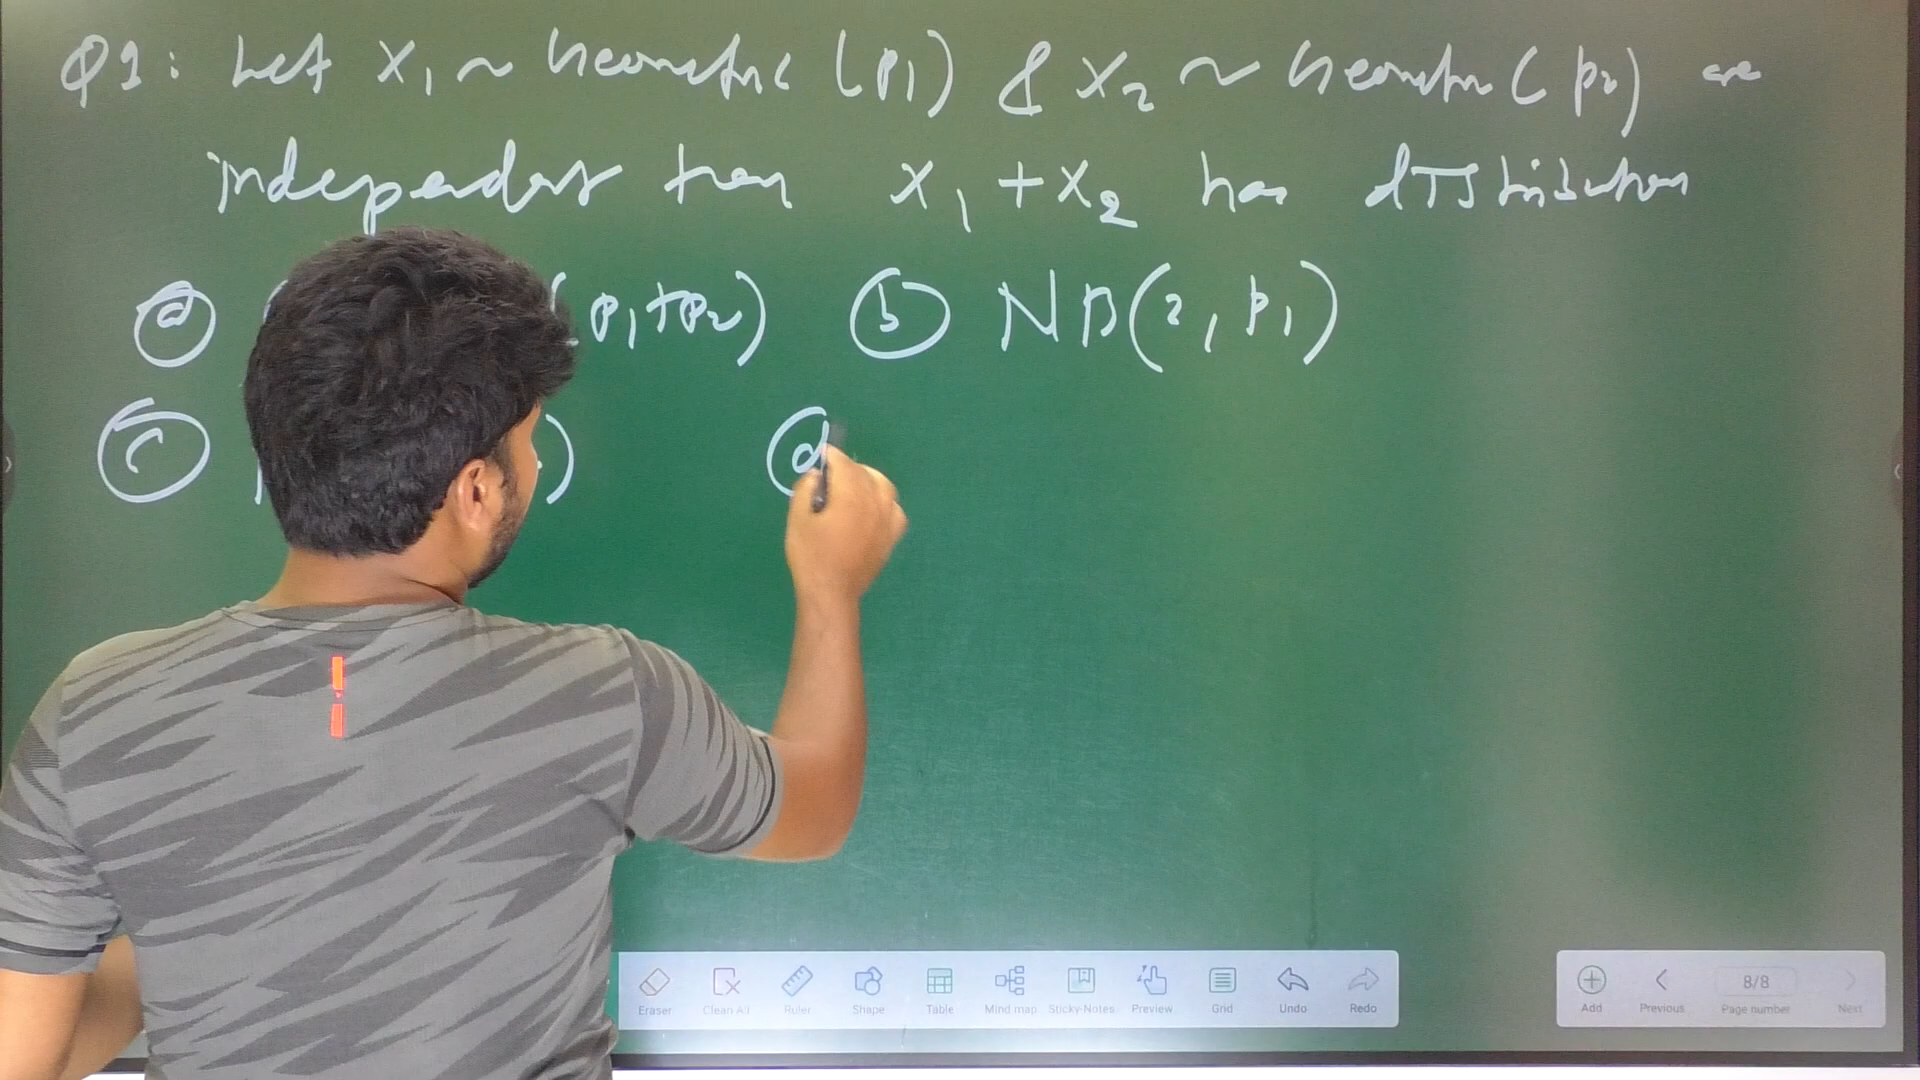 Q1: Let X₁ ~ Geometric (p₁) & X₂ ~ Geometric (p₂) are
independent then X₁ + X₂ has distribution
(a) (p₁+p₂) (b) NB(2, p₁)
(c) ) (d
Eraser Clean All Ruler Shape Table Mind map Sticky-Notes Preview Grid Undo Redo
Add Previous 8/8 Page number Next